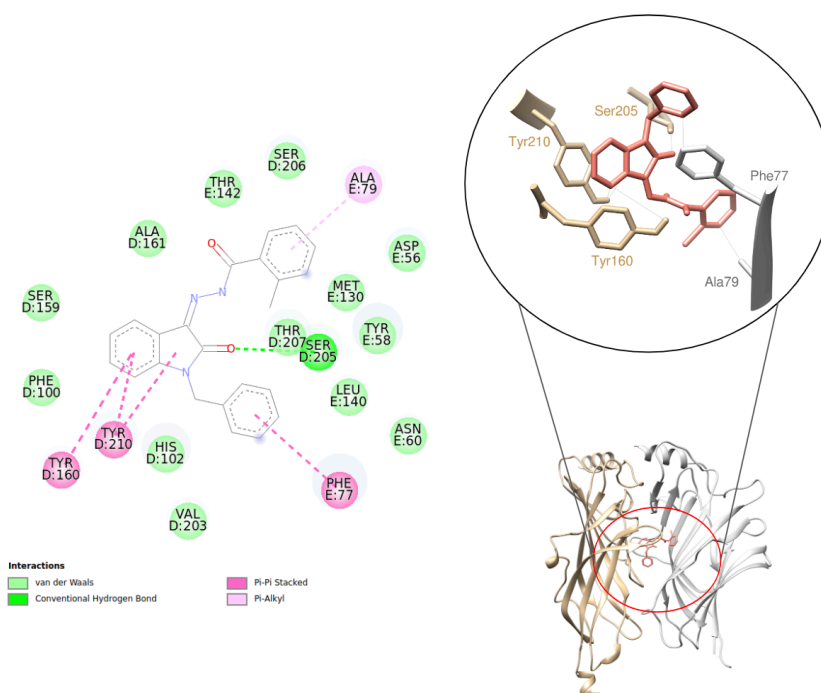 SER
D:206
THR
E:142
ALA
E:79
ALA
D:161
ASP
E:56
MET
E:130
SER
D:159
THR
D:207
SER
D:205
TYR
E:58
PHE
D:100
LEU
E:140
ASN
E:60
TYR
D:210
HIS
D:102
TYR
D:160
PHE
E:77
VAL
D:203
O
N
N
O
N
Interactions
van der Waals
Conventional Hydrogen Bond
Pi-Pi Stacked
Pi-Alkyl
Ser205
Tyr210
Phe77
Tyr160
Ala79